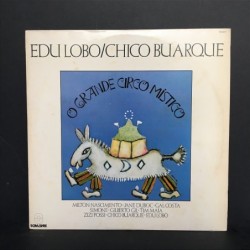 EDU LOBO/CHICO BUARQUE
O GRANDE CIRCO MÍSTICO
MILTON NASCIMENTO·JANE DUBOC·GAL COSTA
SIMONE·GILBERTO GIL·TIM MAIA
ZIZI POSSI·CHICO BUARQUE·EDU LOBO